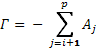 Γ = − ∑_{j=i+1}^{p} A_j